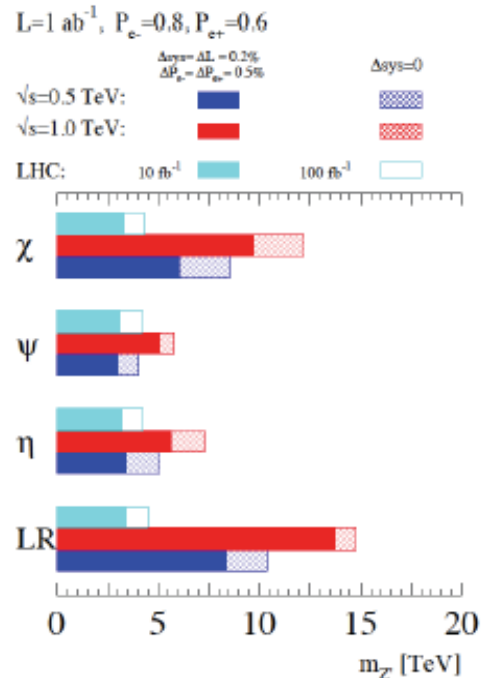 L=1 ab⁻¹, P_e-=0.8, P_e+=0.6
Δsys= ΔL = 0.2%
ΔP_e- = ΔP_e+ = 0.5%
Δsys=0
√s=0.5 TeV:
√s=1.0 TeV:
LHC: 10 fb⁻¹ 100 fb⁻¹
χ
ψ
η
LR
0 5 10 15 20
m_Z' [TeV]